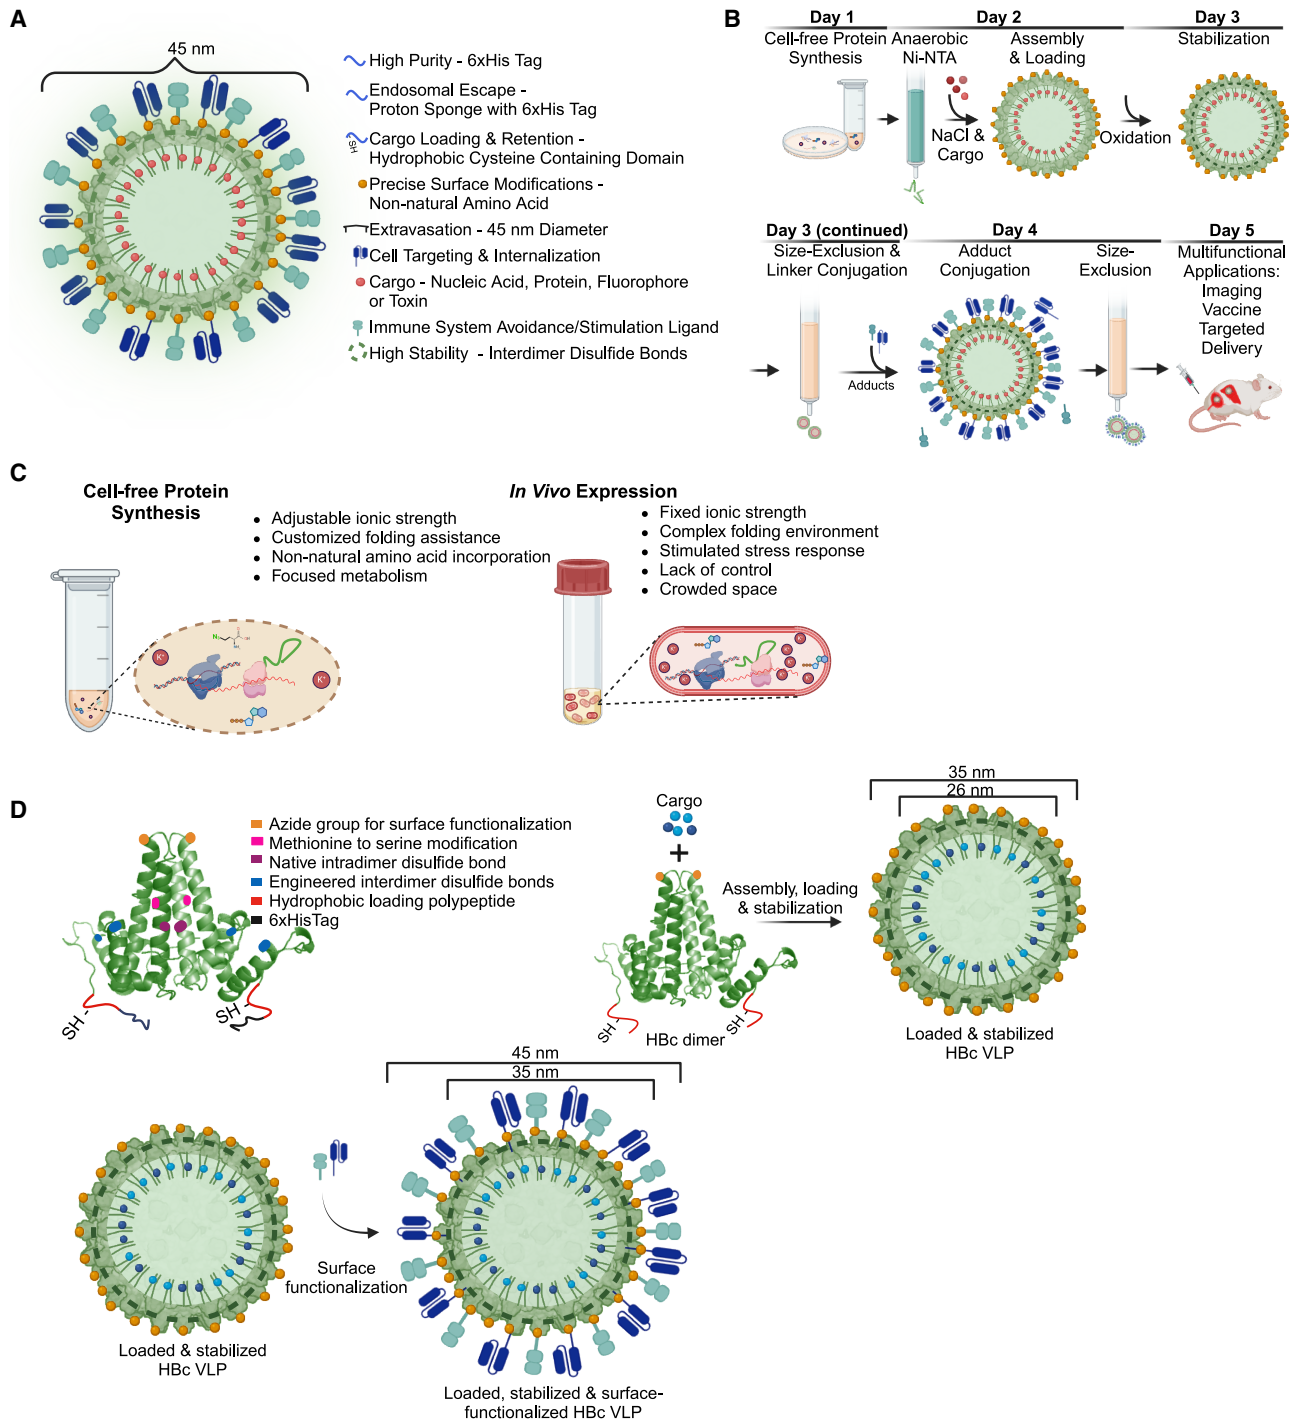 A
45 nm
High Purity - 6xHis Tag
Endosomal Escape -
Proton Sponge with 6xHis Tag
SH
Cargo Loading & Retention -
Hydrophobic Cysteine Containing Domain
Precise Surface Modifications -
Non-natural Amino Acid
Extravasation - 45 nm Diameter
Cell Targeting & Internalization
Cargo - Nucleic Acid, Protein, Fluorophore
or Toxin
Immune System Avoidance/Stimulation Ligand
High Stability - Interdimer Disulfide Bonds
B
Day 1
Day 2
Day 3
Cell-free Protein
Synthesis
Anaerobic
Ni-NTA
Assembly
& Loading
Stabilization
NaCl &
Cargo
Oxidation
Day 3 (continued)
Day 4
Day 5
Size-Exclusion &
Linker Conjugation
Adduct
Conjugation
Size-
Exclusion
Multifunctional
Applications:
Imaging
Vaccine
Targeted
Delivery
Adducts
C
Cell-free Protein
Synthesis
• Adjustable ionic strength
• Customized folding assistance
• Non-natural amino acid incorporation
• Focused metabolism
K⁺
K⁺
In Vivo Expression
• Fixed ionic strength
• Complex folding environment
• Stimulated stress response
• Lack of control
• Crowded space
K⁺
K⁺
K⁺
K⁺
K⁺
K⁺
K⁺
K⁺
K⁺
D
Azide group for surface functionalization
Methionine to serine modification
Native intradimer disulfide bond
Engineered interdimer disulfide bonds
Hydrophobic loading polypeptide
6xHisTag
SH
SH
Cargo
+
SH
SH
HBc dimer
Assembly, loading
& stabilization
35 nm
26 nm
Loaded & stabilized
HBc VLP
Loaded & stabilized
HBc VLP
Surface
functionalization
45 nm
35 nm
Loaded, stabilized & surface-
functionalized HBc VLP